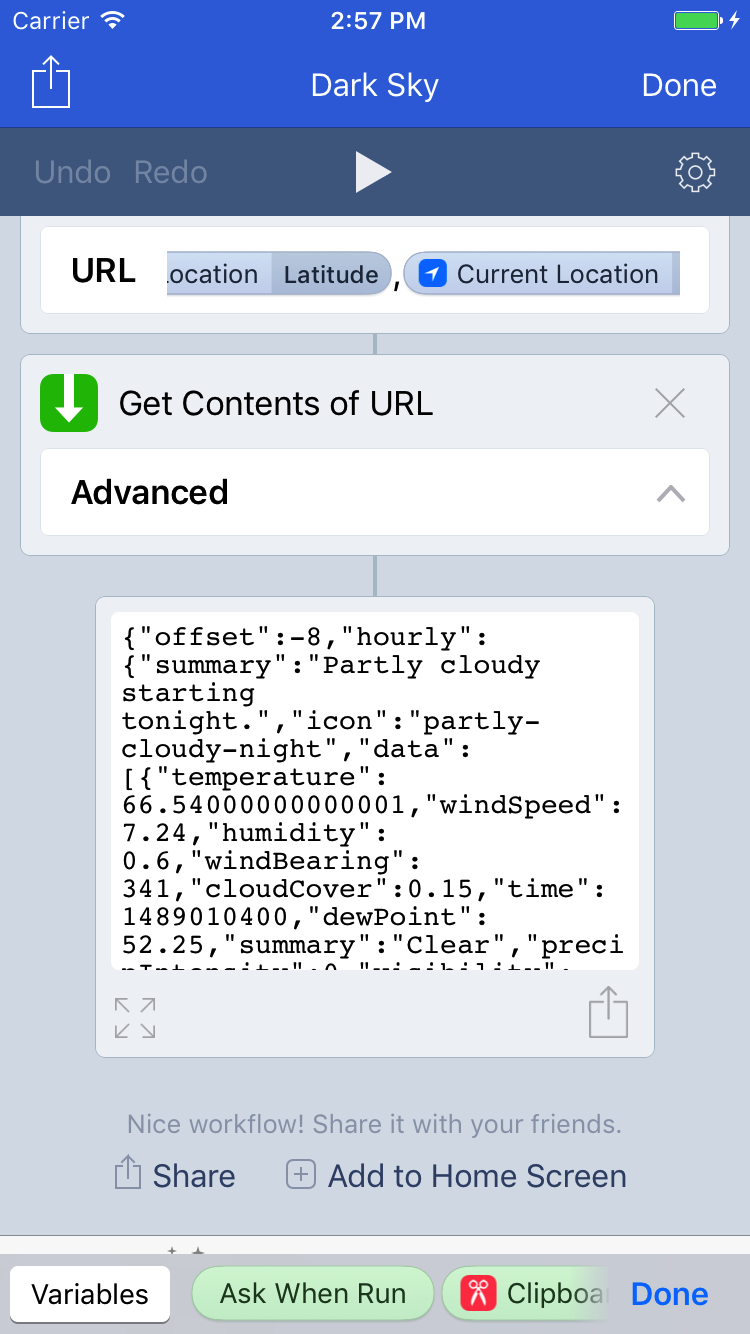 Carrier 2:57 PM
Dark Sky Done
Undo Redo
URL ocation Latitude , Current Location
Get Contents of URL
Advanced
{"offset":-8,"hourly":
{"summary":"Partly cloudy
starting
tonight.","icon":"partly-
cloudy-night","data":
[{"temperature":
66.54000000000001,"windSpeed":
7.24,"humidity":
0.6,"windBearing":
341,"cloudCover":0.15,"time":
1489010400,"dewPoint":
52.25,"summary":"Clear","preci
pIntensity":0,"visibility":
Nice workflow! Share it with your friends.
Share Add to Home Screen
Variables Ask When Run Clipboa Done